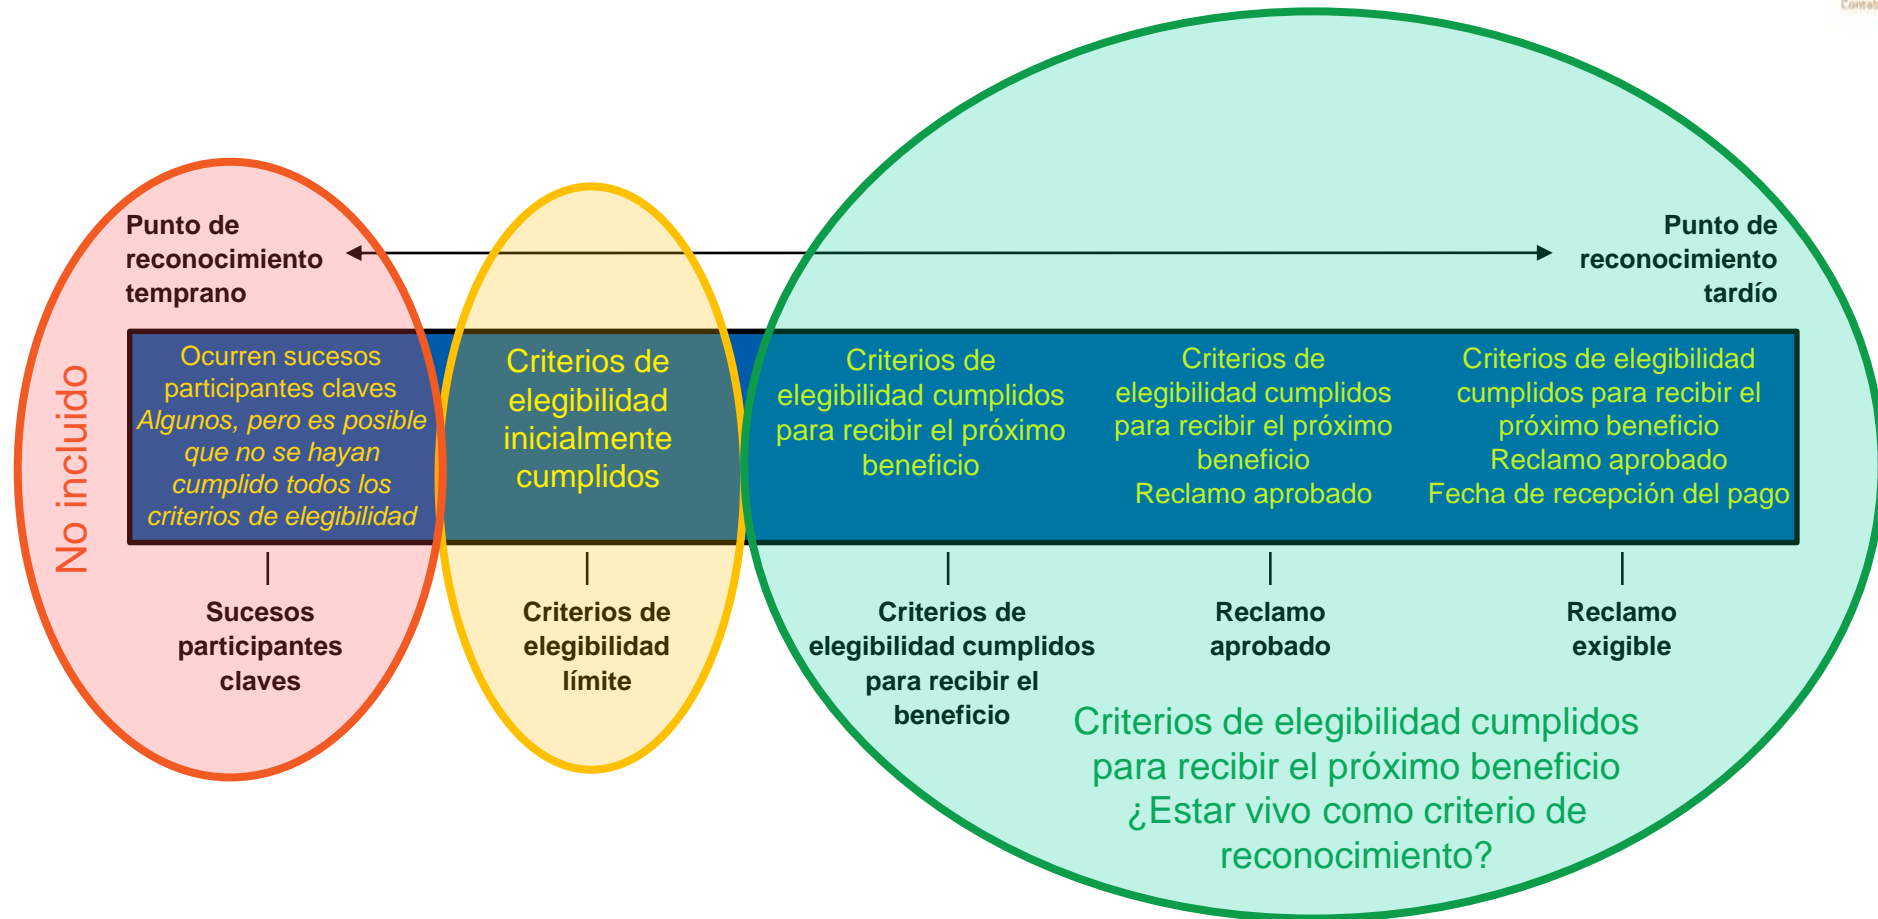 Contab
Punto de
reconocimiento
temprano
Punto de
reconocimiento
tardío
No incluido
Ocurren sucesos
participantes claves
Algunos, pero es posible
que no se hayan
cumplido todos los
criterios de elegibilidad
Criterios de
elegibilidad
inicialmente
cumplidos
Criterios de
elegibilidad cumplidos
para recibir el próximo
beneficio
Criterios de
elegibilidad cumplidos
para recibir el próximo
beneficio
Reclamo aprobado
Criterios de elegibilidad
cumplidos para recibir el
próximo beneficio
Reclamo aprobado
Fecha de recepción del pago
Sucesos
participantes
claves
Criterios de
elegibilidad
límite
Criterios de
elegibilidad cumplidos
para recibir el
beneficio
Reclamo
aprobado
Reclamo
exigible
Criterios de elegibilidad cumplidos
para recibir el próximo beneficio
¿Estar vivo como criterio de
reconocimiento?